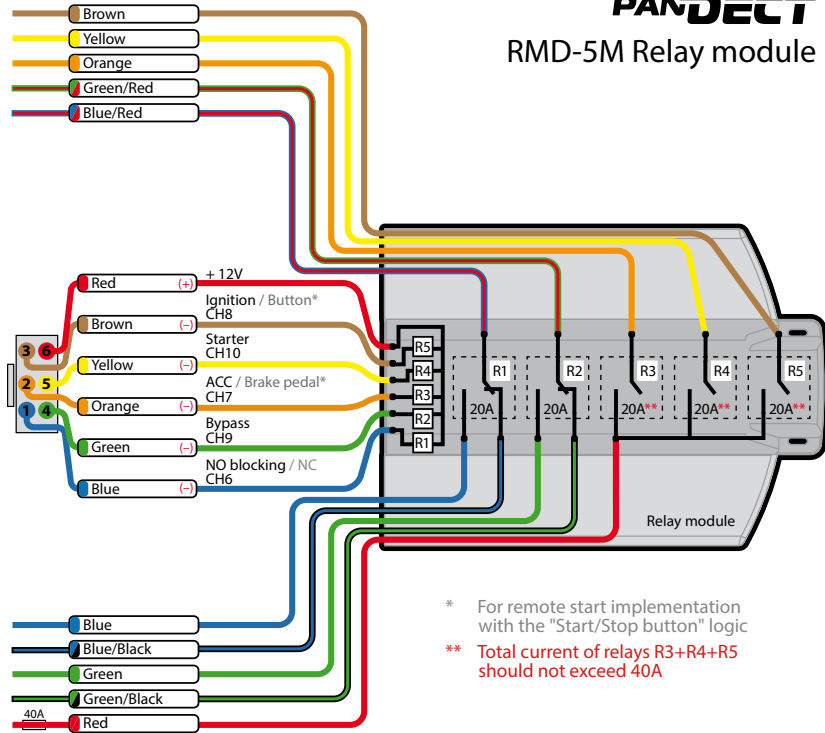 PANDECT
RMD-5M Relay module
Brown
Yellow
Orange
Green/Red
Blue/Red
Red (+)
+ 12V
Brown (–)
Ignition / Button*
CH8
Yellow (–)
Starter
CH10
Orange (–)
ACC / Brake pedal*
CH7
Green (–)
Bypass
CH9
Blue (–)
NO blocking / NC
CH6
3 6
2 5
1 4
R5
R4
R3
R2
R1
R1
20A
R2
20A
R3
20A**
R4
20A**
R5
20A**
Relay module
Blue
Blue/Black
Green
Green/Black
40A
Red
* For remote start implementation
with the "Start/Stop button" logic
** Total current of relays R3+R4+R5
should not exceed 40A